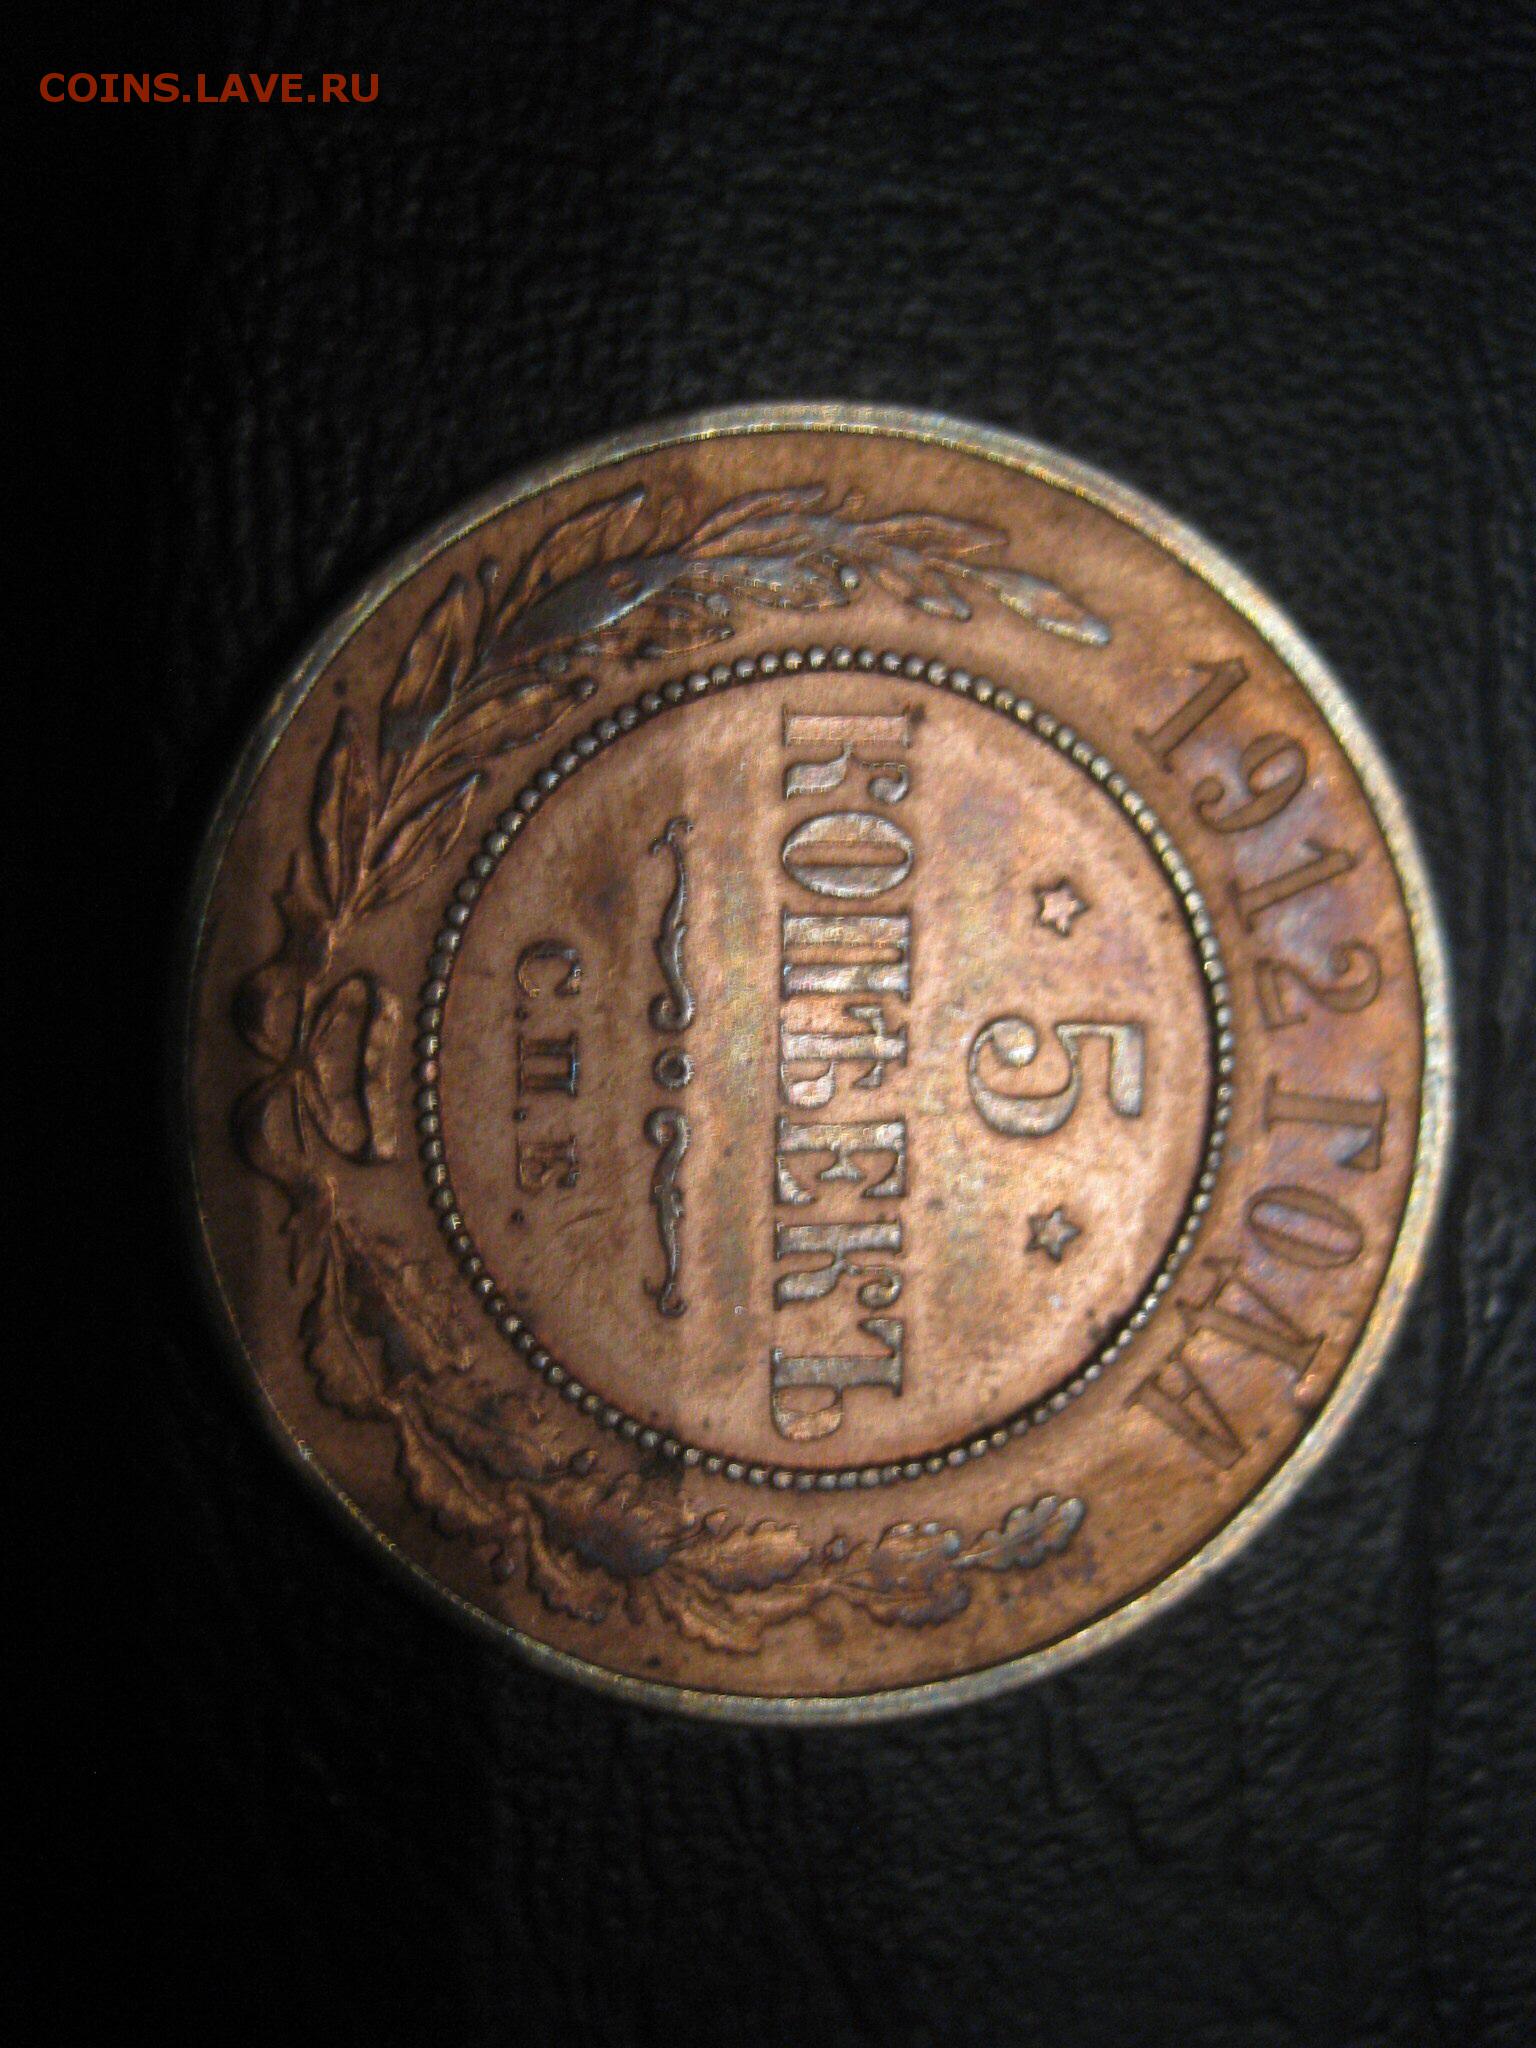 COINS.LAVE.RU
1912 ГОДА
5
КОПѢЕКЪ
С.П.Б.